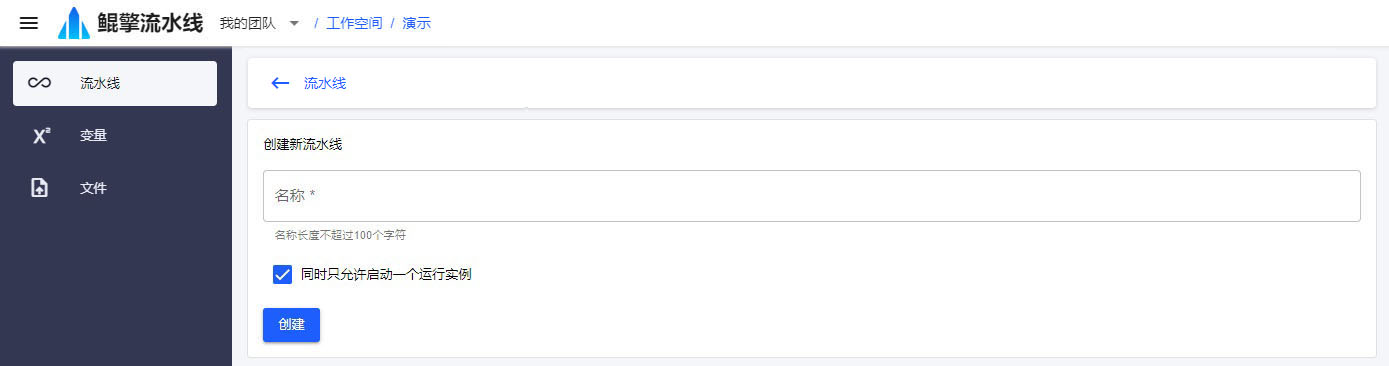 鲲擎流水线 我的团队 / 工作空间 / 演示
流水线
变量
文件
流水线
创建新流水线
名称 *
名称长度不超过100个字符
同时只允许启动一个运行实例
创建